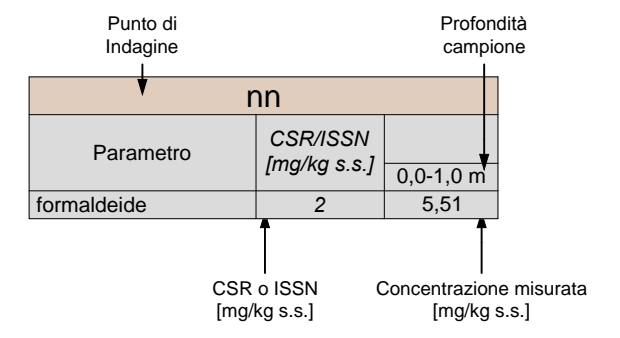 Punto di
Indagine
Profondità
campione
nn
Parametro
CSR/ISSN
[mg/kg s.s.]
0,0-1,0 m
formaldeide 2 5,51
CSR o ISSN
[mg/kg s.s.]
Concentrazione misurata
[mg/kg s.s.]